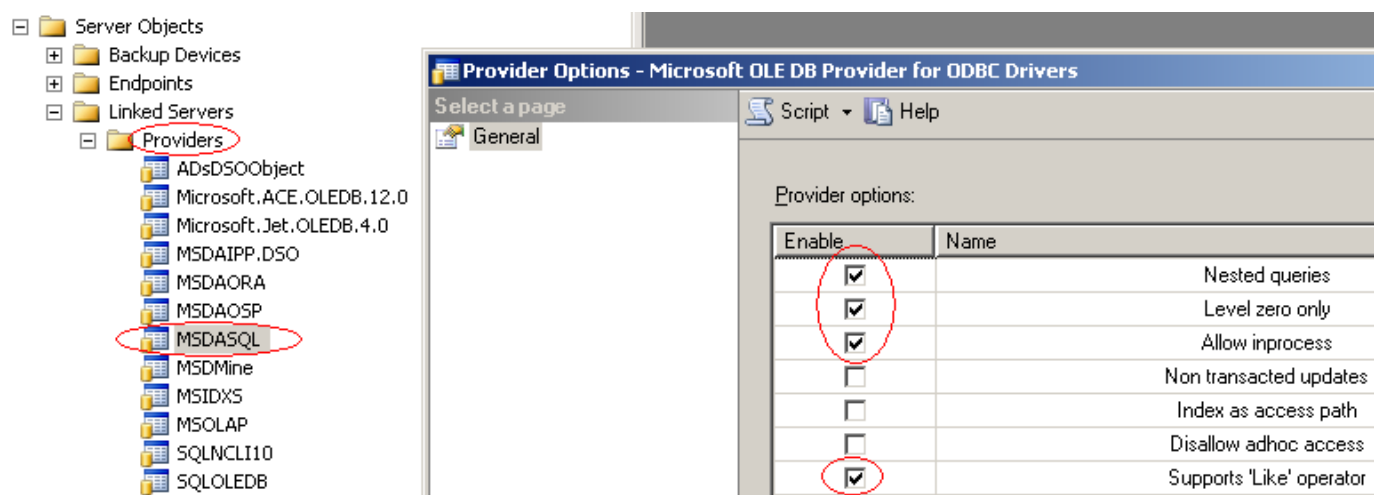 Server Objects
Backup Devices
Endpoints
Linked Servers
Providers
ADsDSOObject
Microsoft.ACE.OLEDB.12.0
Microsoft.Jet.OLEDB.4.0
MSDAIPP.DSO
MSDAORA
MSDAOSP
MSDASQL
MSDMine
MSIDXS
MSOLAP
SQLNCLI10
SQLOLEDB
Provider Options - Microsoft OLE DB Provider for ODBC Drivers
Select a page
General
Script Help
Provider options:
Enable Name
Nested queries
Level zero only
Allow inprocess
Non transacted updates
Index as access path
Disallow adhoc access
Supports 'Like' operator